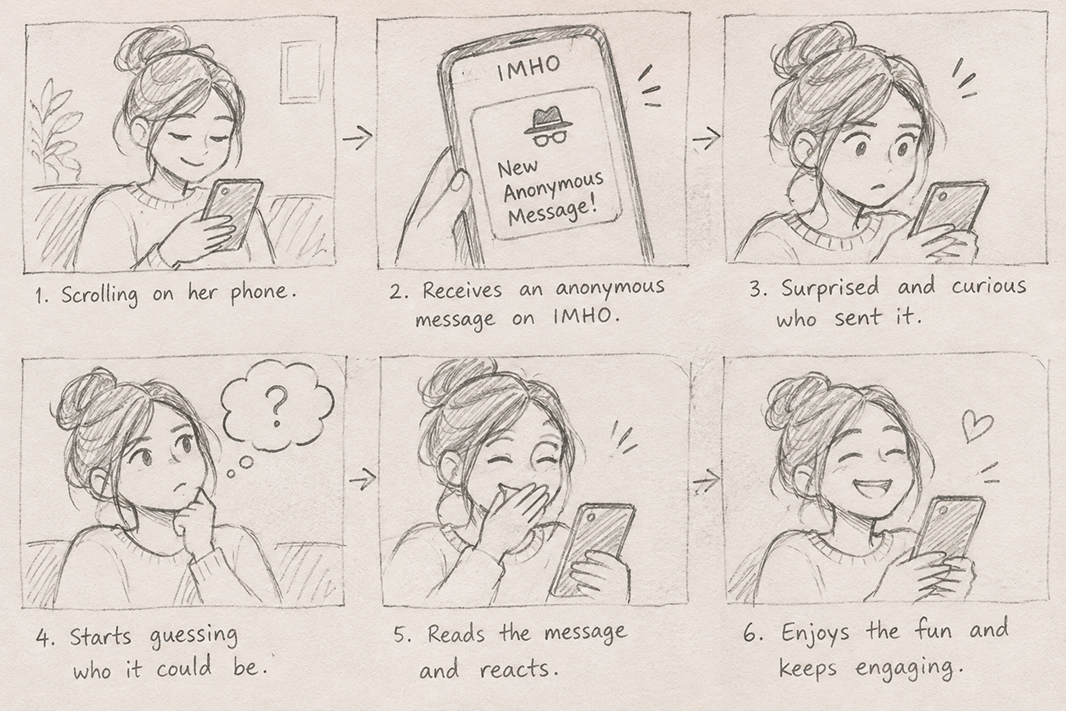 IMHO
New
Anonymous
Message!
1. Scrolling on her phone.
2. Receives an anonymous
message on IMHO.
3. Surprised and curious
who sent it.
?
4. Starts guessing
who it could be.
5. Reads the message
and reacts.
6. Enjoys the fun and
keeps engaging.